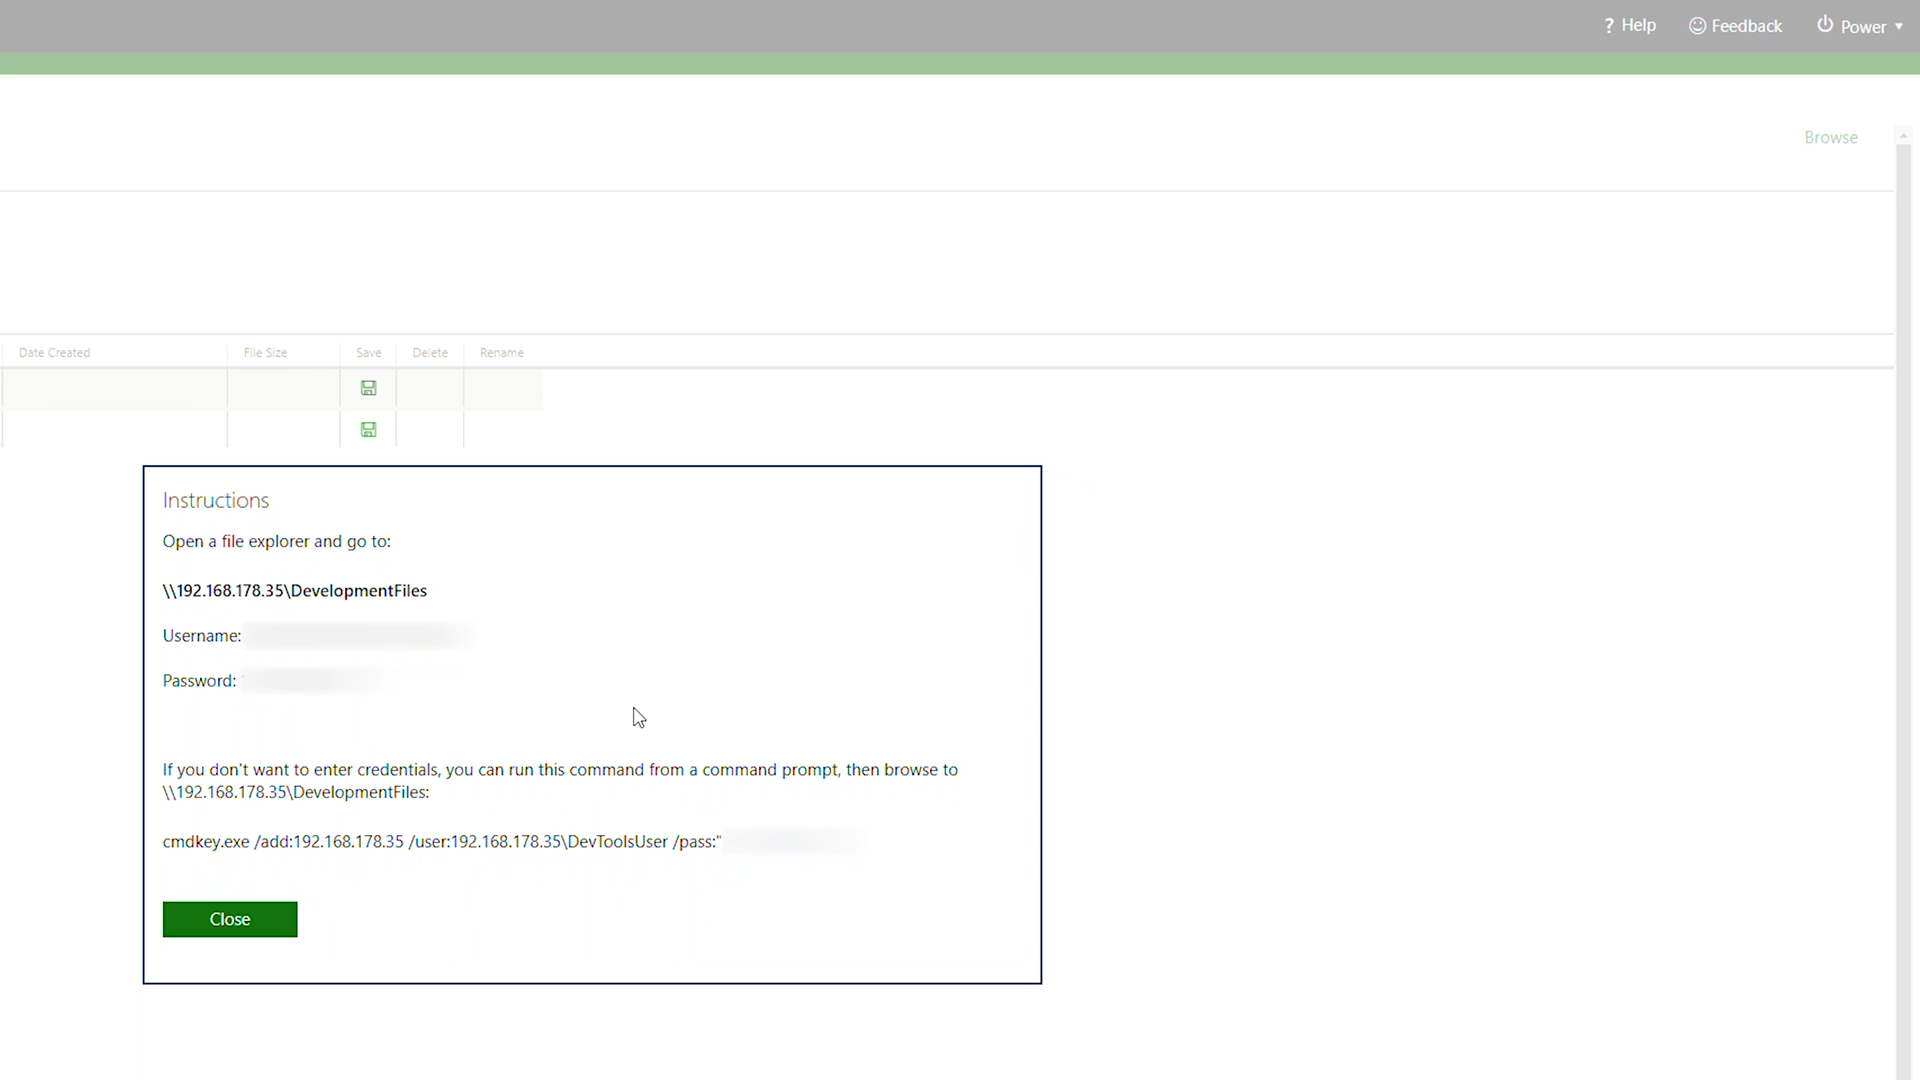 ? Help Feedback Power
Browse
Date Created File Size Save Delete Rename
Instructions
Open a file explorer and go to:
\\192.168.178.35\DevelopmentFiles
Username:
Password:
If you don't want to enter credentials, you can run this command from a command prompt, then browse to
\\192.168.178.35\DevelopmentFiles:
cmdkey.exe /add:192.168.178.35 /user:192.168.178.35\DevToolsUser /pass:"
Close